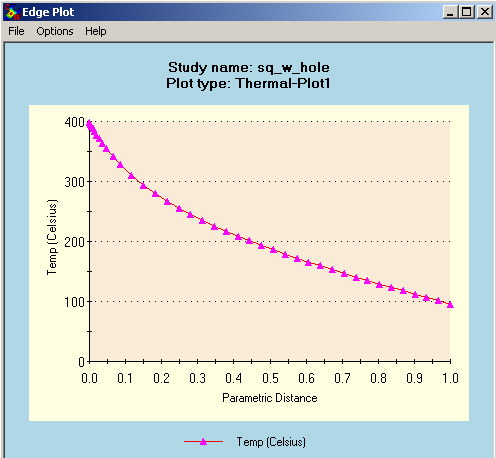 Edge Plot
File Options Help
Study name: sq_w_hole
Plot type: Thermal-Plot1
400
300
200
100
0
Temp (Celsius)
0.0 0.1 0.2 0.3 0.4 0.5 0.6 0.7 0.8 0.9 1.0
Parametric Distance
Temp (Celsius)